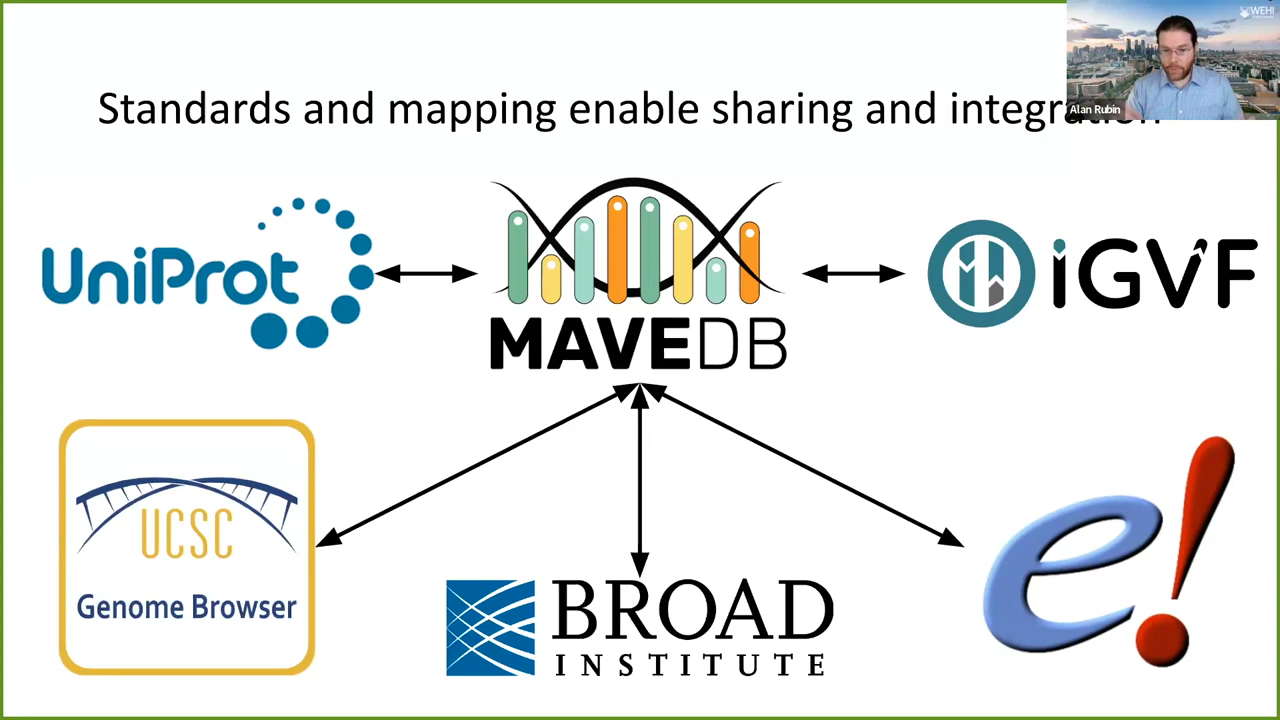 WEHI
Alan Rubin
Standards and mapping enable sharing and integration
UniProt
MAVEDB
iGVF
UCSC
Genome Browser
BROAD
INSTITUTE
e!